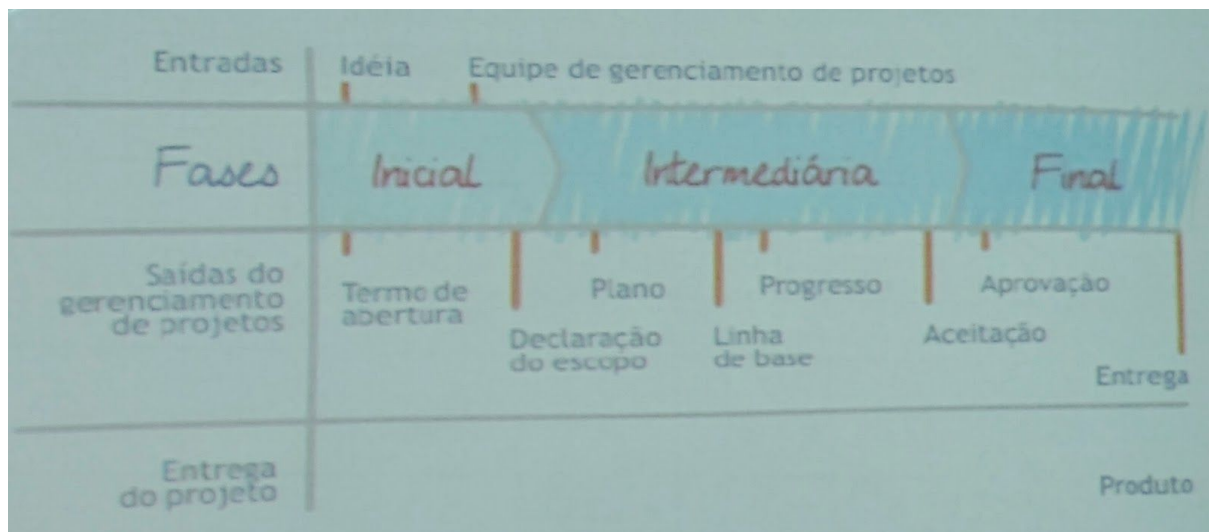 Entradas
Idéia
Equipe de gerenciamento de projetos
Fases
Inicial
Intermediária
Final
Saídas do
gerenciamento
de projetos
Termo de
abertura
Declaração
do escopo
Plano
Linha
de base
Progresso
Aceitação
Aprovação
Entrega
Entrega
do projeto
Produto